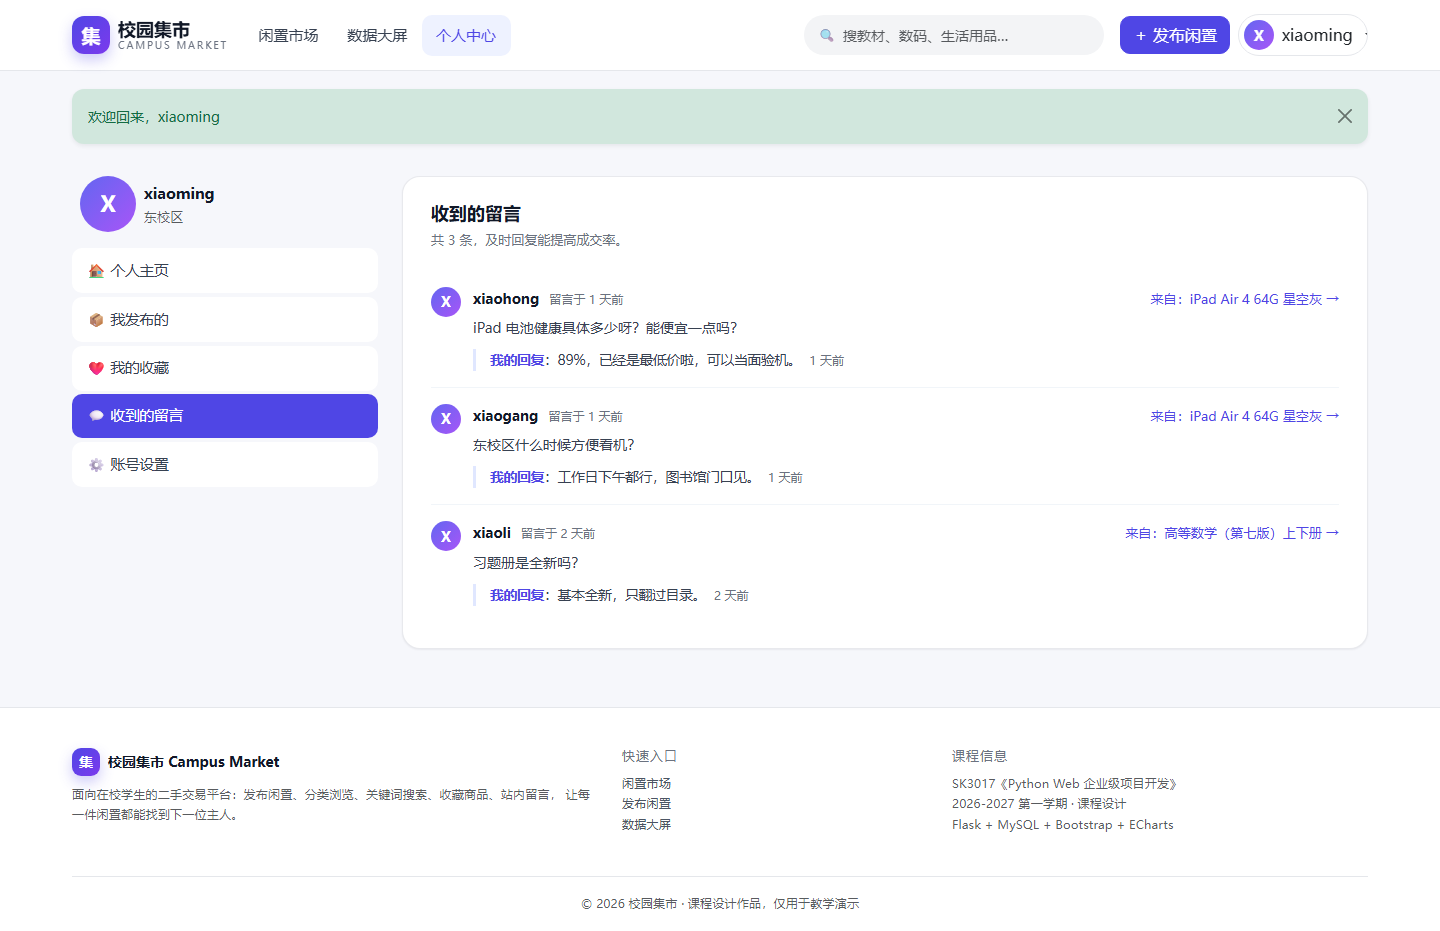 集 校园集市
CAMPUS MARKET
闲置市场 数据大屏 个人中心
搜教材、数码、生活用品...
+ 发布闲置
X xiaoming
欢迎回来，xiaoming
X xiaoming
东校区
个人主页
我发布的
我的收藏
收到的留言
账号设置
收到的留言
共 3 条，及时回复能提高成交率。
X xiaohong 留言于 1 天前 来自：iPad Air 4 64G 星空灰 →
iPad 电池健康具体多少呀？能便宜一点吗？
我的回复：89%，已经是最低价啦，可以当面验机。 1 天前
X xiaogang 留言于 1 天前 来自：iPad Air 4 64G 星空灰 →
东校区什么时候方便看机？
我的回复：工作日下午都行，图书馆门口见。 1 天前
X xiaoli 留言于 2 天前 来自：高等数学（第七版）上下册 →
习题册是全新吗？
我的回复：基本全新，只翻过目录。 2 天前
集 校园集市 Campus Market
面向在校学生的二手交易平台：发布闲置、分类浏览、关键词搜索、收藏商品、站内留言， 让每
一件闲置都能找到下一位主人。
快速入口
闲置市场
发布闲置
数据大屏
课程信息
SK3017《Python Web 企业级项目开发》
2026-2027 第一学期 · 课程设计
Flask + MySQL + Bootstrap + ECharts
© 2026 校园集市 · 课程设计作品，仅用于教学演示